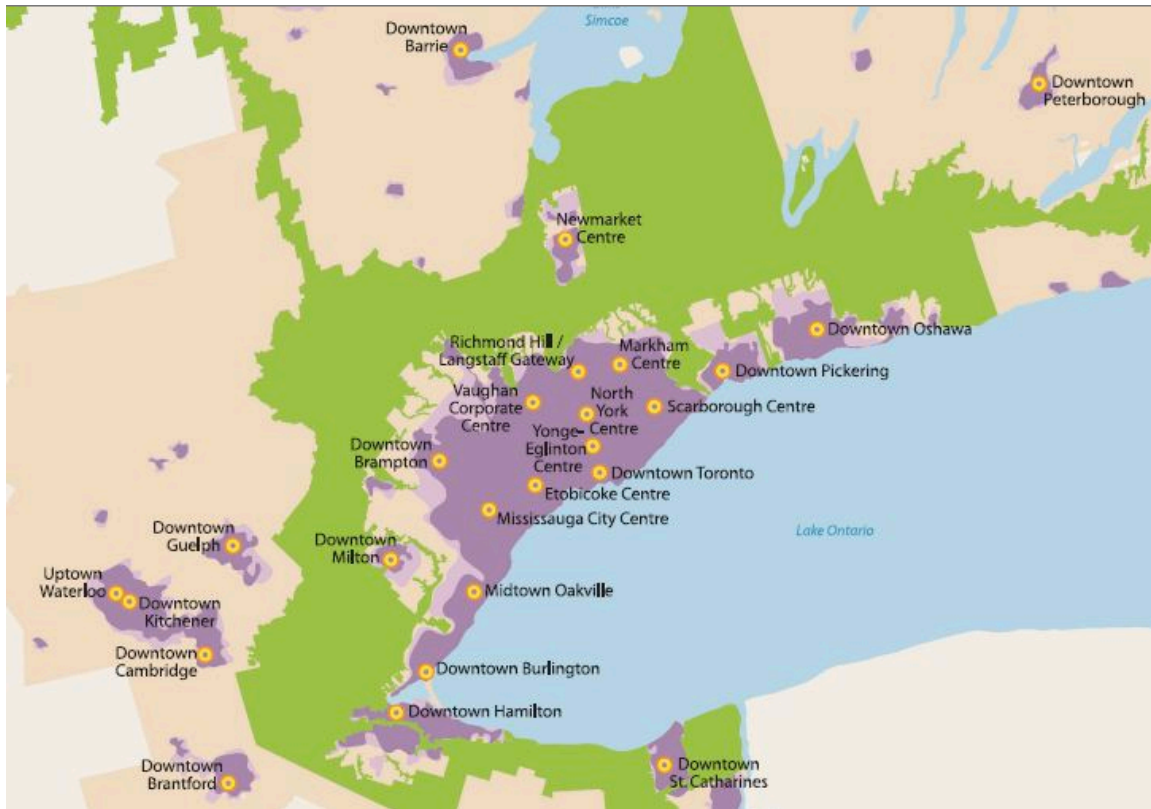 Simcoe
Downtown
Barrie
Downtown
Peterborough
Newmarket
Centre
Richmond Hill /
Langstaff Gateway
Markham
Centre
Downtown Oshawa
Downtown Pickering
Vaughan
Corporate
Centre
North
York
Centre
Scarborough Centre
Yonge-
Eglinton
Centre
Downtown
Brampton
Downtown Toronto
Etobicoke Centre
Mississauga City Centre
Lake Ontario
Downtown
Guelph
Downtown
Milton
Uptown
Waterloo
Downtown
Kitchener
Midtown Oakville
Downtown
Cambridge
Downtown Burlington
Downtown Hamilton
Downtown
Brantford
Downtown
St. Catharines